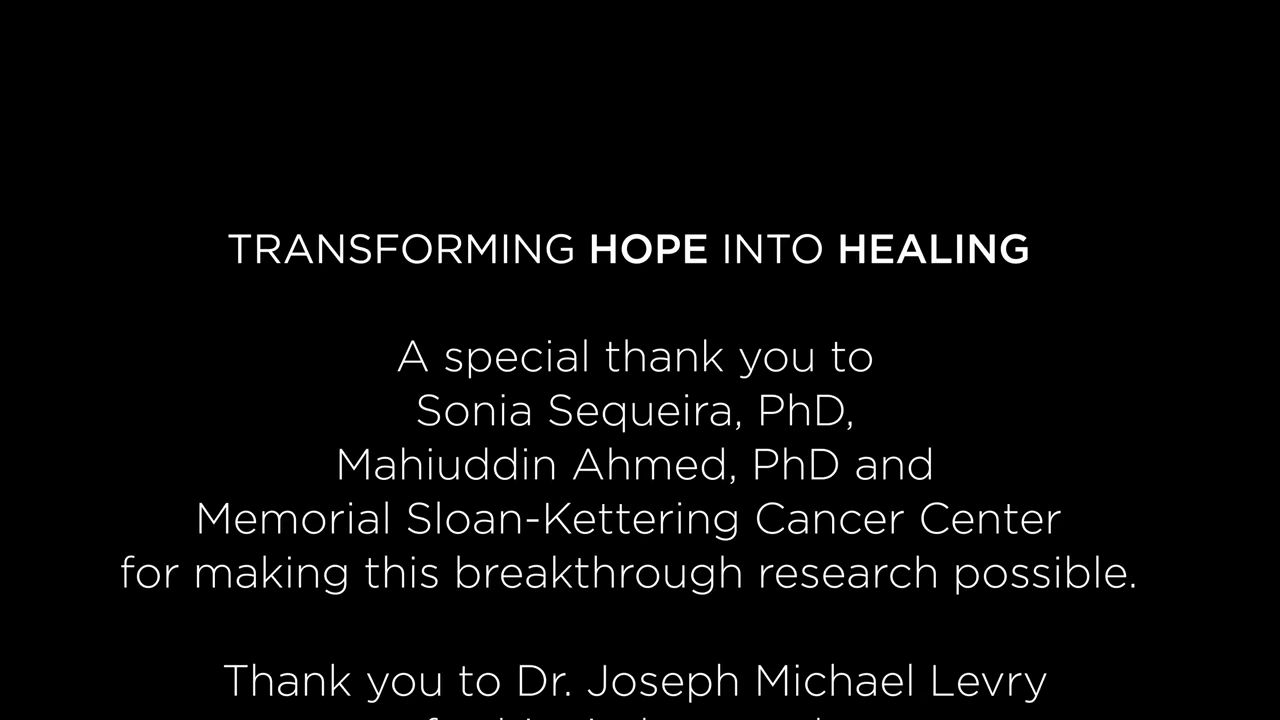 TRANSFORMING HOPE INTO HEALING
A special thank you to
Sonia Sequeira, PhD,
Mahiuddin Ahmed, PhD and
Memorial Sloan-Kettering Cancer Center
for making this breakthrough research possible.
Thank you to Dr. Joseph Michael Levry